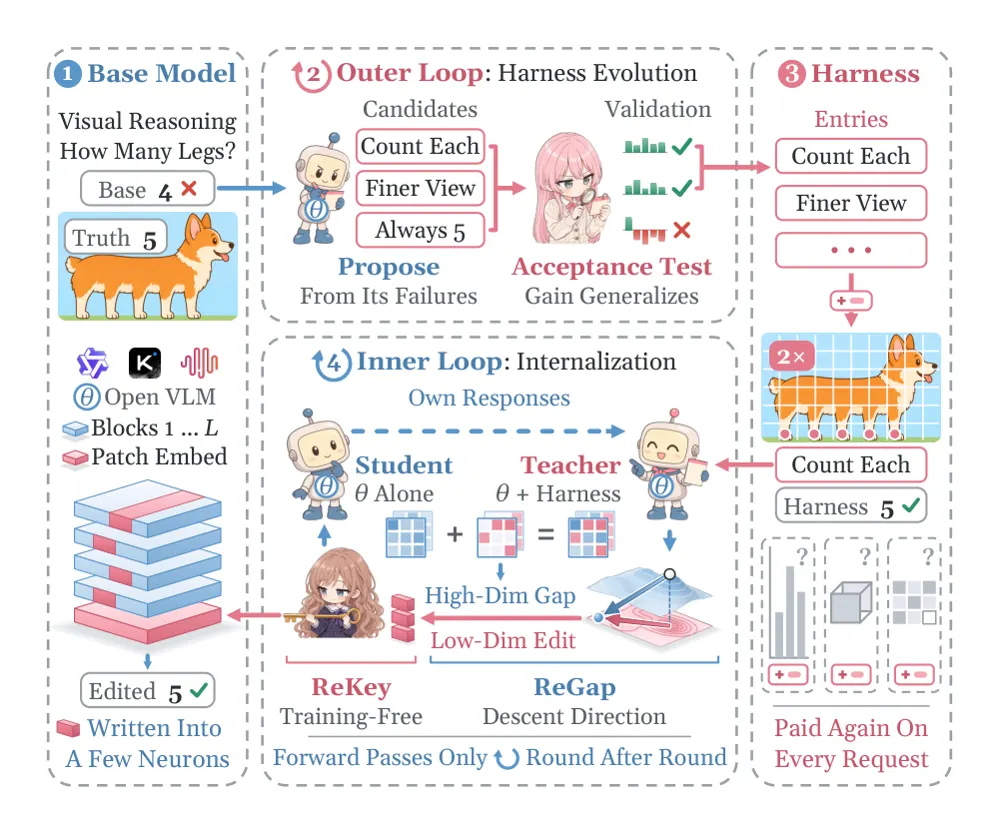 1 Base Model
Visual Reasoning
How Many Legs?
Base 4
Truth 5
K
θ Open VLM
Blocks 1 ... L
Patch Embed
Edited 5
Written Into
A Few Neurons
2 Outer Loop: Harness Evolution
Candidates
Validation
Count Each
Finer View
Always 5
θ
Propose
From Its Failures
Acceptance Test
Gain Generalizes
3 Harness
Entries
Count Each
Finer View
• • •
2×
Count Each
Harness 5
? ? ?
Paid Again On
Every Request
4 Inner Loop: Internalization
Own Responses
Student
θ Alone
Teacher
θ + Harness
θ
θ
+ =
High-Dim Gap
Low-Dim Edit
ReKey
Training-Free
ReGap
Descent Direction
Forward Passes Only Round After Round